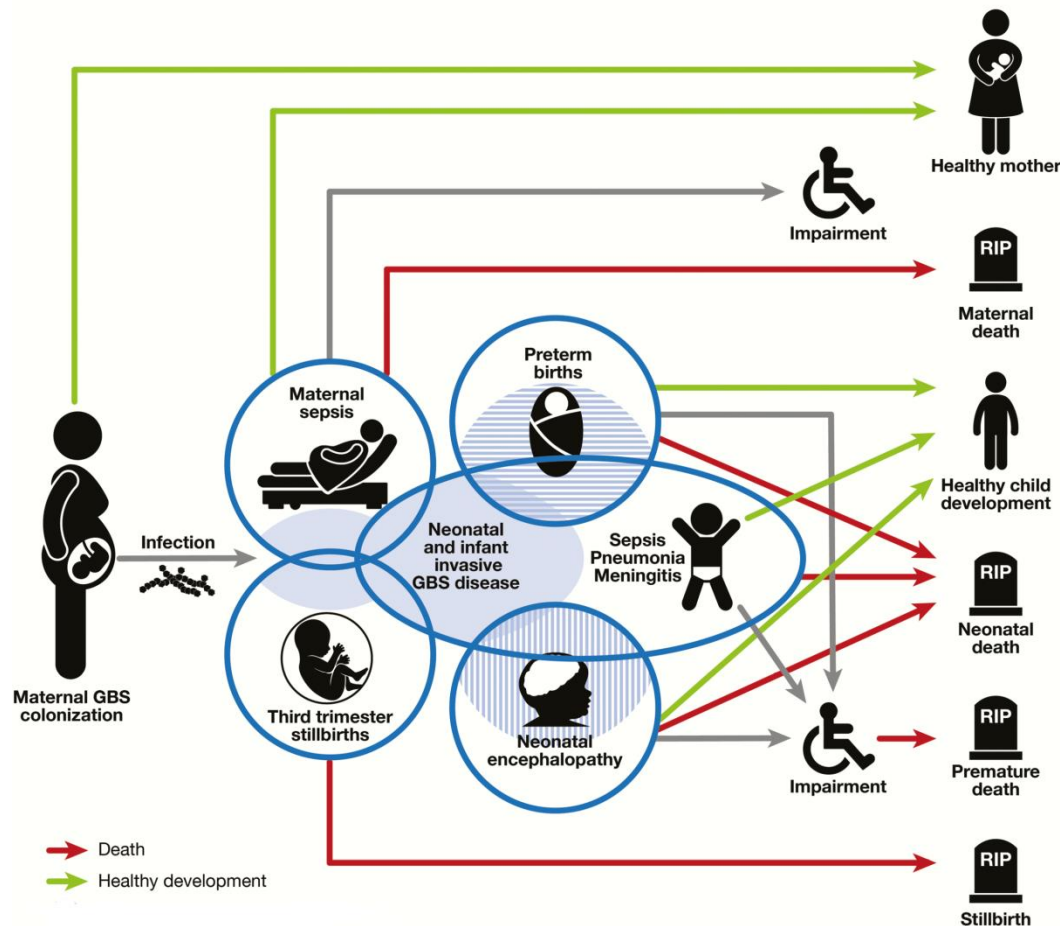 Healthy mother
Impairment
RIP
Maternal
death
Preterm
births
Maternal
sepsis
Healthy child
development
Infection
Neonatal
and infant
invasive
GBS disease
Sepsis
Pneumonia
Meningitis
RIP
Neonatal
death
Maternal GBS
colonization
Third trimester
stillbirths
Neonatal
encephalopathy
Impairment
RIP
Premature
death
Death
Healthy development
RIP
Stillbirth